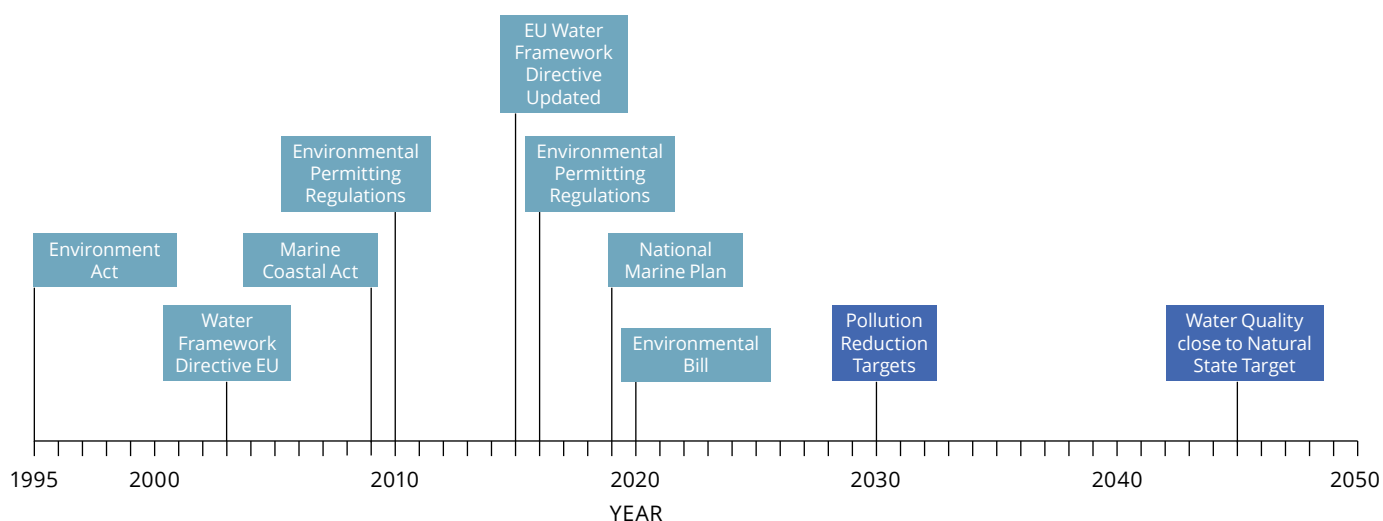 EU Water
Framework
Directive
Updated
Environmental
Permitting
Regulations
Environmental
Permitting
Regulations
Environment
Act
Marine
Coastal Act
National
Marine Plan
Water
Framework
Directive EU
Environmental
Bill
Pollution
Reduction
Targets
Water Quality
close to Natural
State Target
1995 2000 2010 2020 2030 2040 2050
YEAR